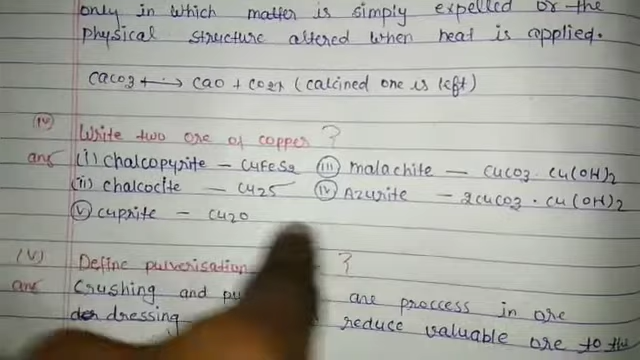 only in which matter is simply expelled or the
physical structure altered when heat is applied.
CaCO3 ⟷ CaO + CO2↑ (calcined one is left)
(IV) Write two ore of copper ?
ans (i) chalcopyrite – CuFeS2 (iii) malachite – CuCO3 · Cu(OH)2
(ii) chalcocite – Cu2S (iv) Azurite – 2CuCO3 · Cu(OH)2
(v) cuprite – Cu2O
(V) Define pulverisation ?
ans Crushing and are proccess in ore
dressing reduce valuable ore to the